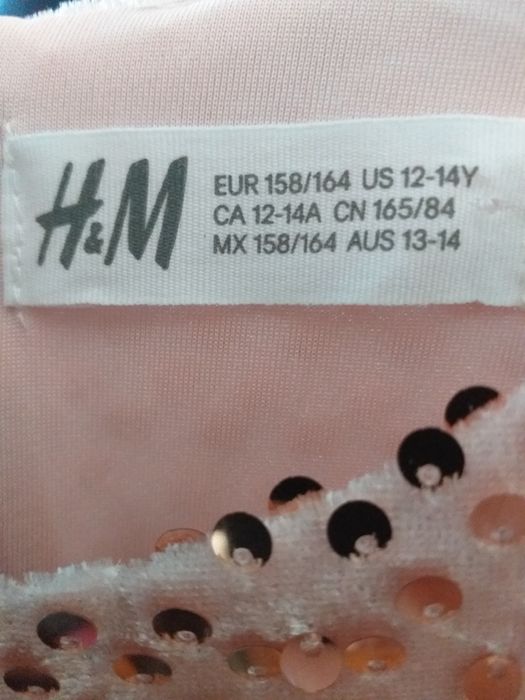 H&M
EUR 158/164 US 12-14Y
CA 12-14A CN 165/84
MX 158/164 AUS 13-14